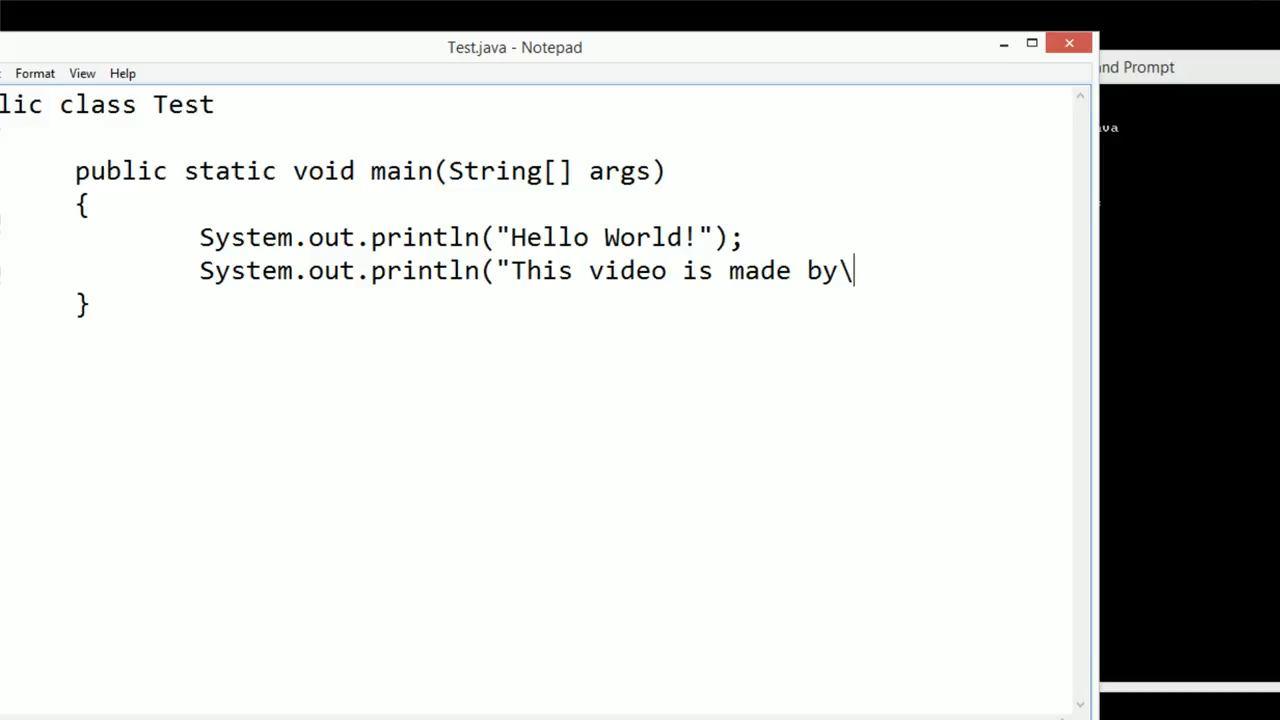 Test.java - Notepad
and Prompt
Format View Help
lic class Test
public static void main(String[] args)
{
System.out.println("Hello World!");
System.out.println("This video is made by\
}